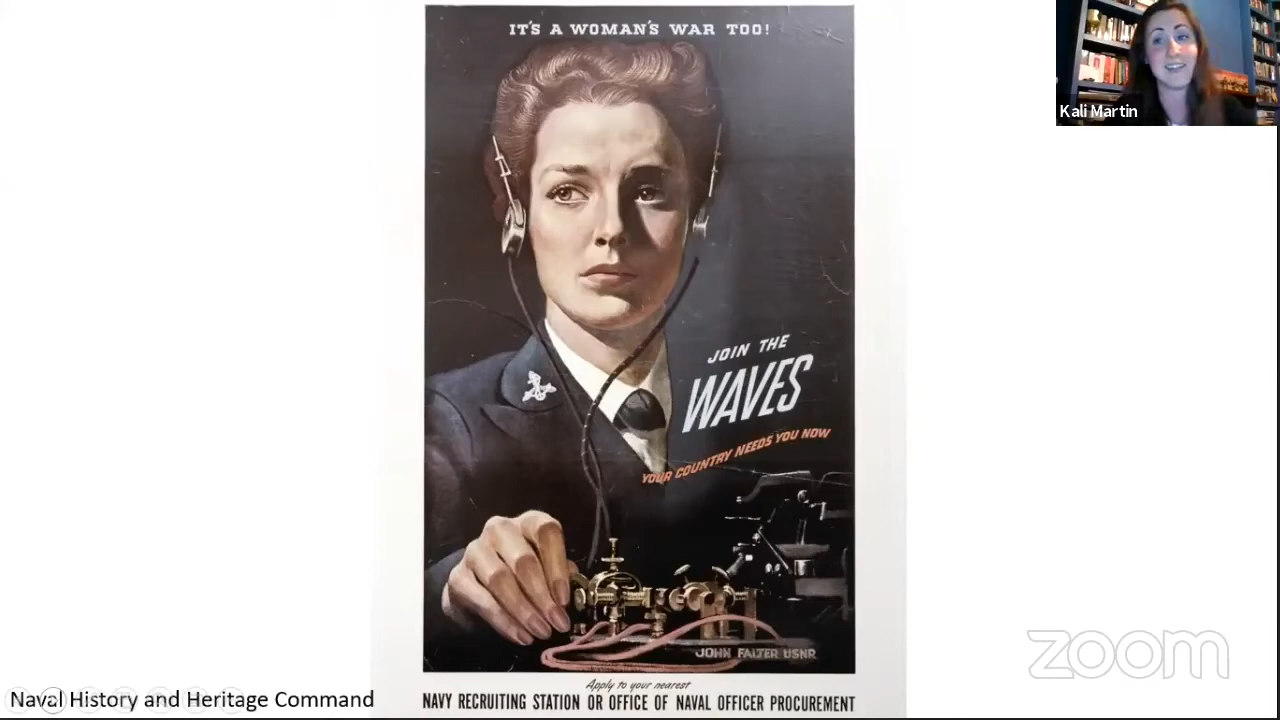 IT'S A WOMAN'S WAR TOO!
Kali Martin
JOIN THE
WAVES
YOUR COUNTRY NEEDS YOU NOW
JOHN FALTER USNR
zoom
Apply to your nearest
NAVY RECRUITING STATION OR OFFICE OF NAVAL OFFICER PROCUREMENT
Naval History and Heritage Command